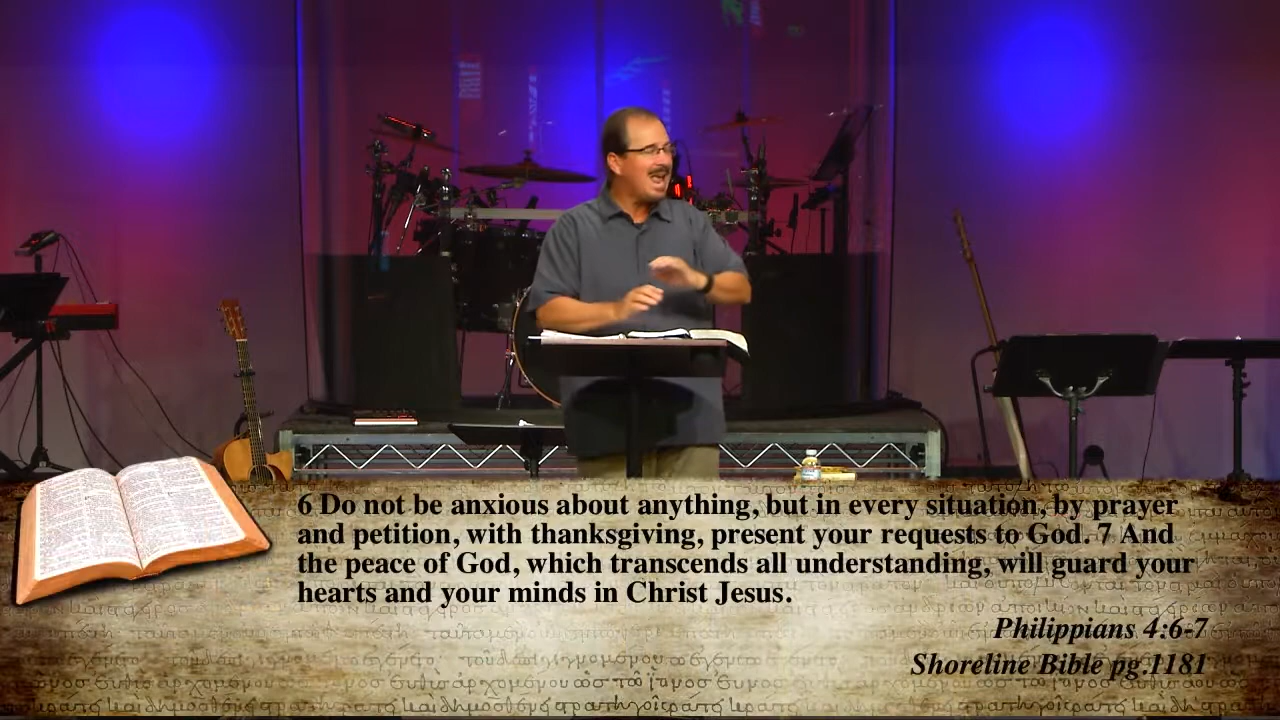 6 Do not be anxious about anything, but in every situation, by prayer
and petition, with thanksgiving, present your requests to God. 7 And
the peace of God, which transcends all understanding, will guard your
hearts and your minds in Christ Jesus.
Philippians 4:6-7
Shoreline Bible pg.1181